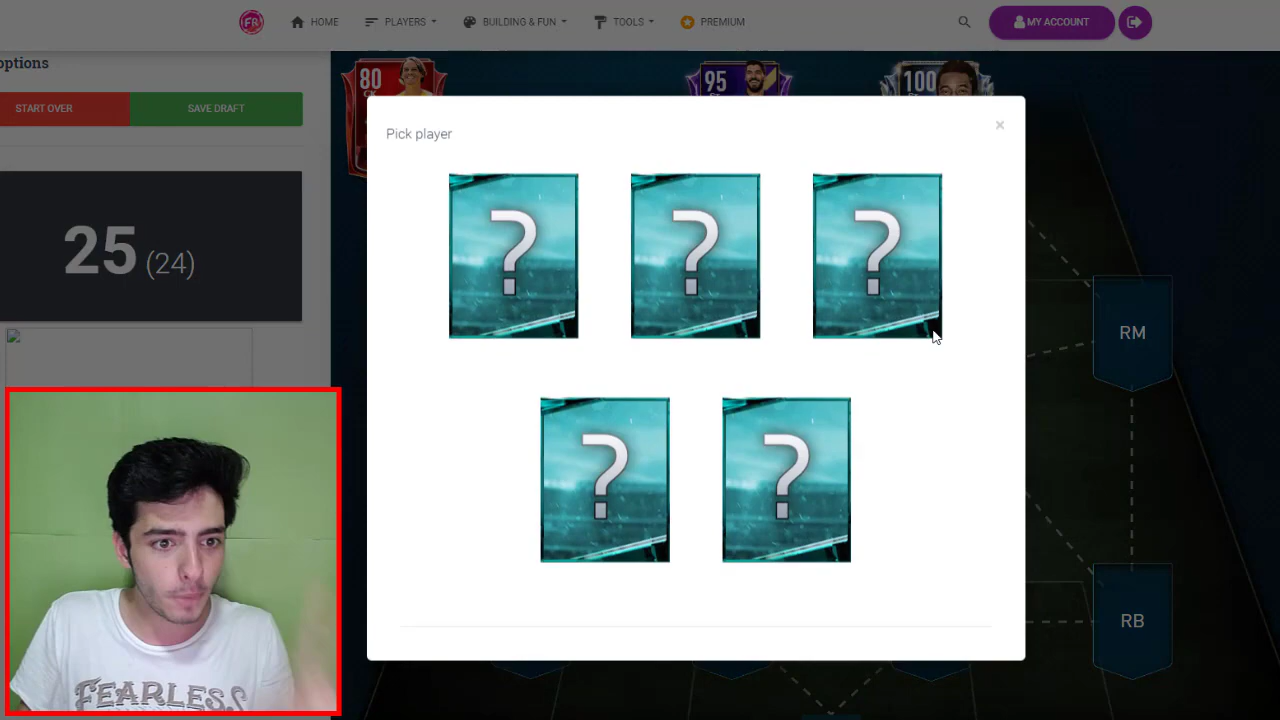 FR
HOME
PLAYERS
BUILDING & FUN
TOOLS
PREMIUM
MY ACCOUNT
options
START OVER
SAVE DRAFT
25 (24)
80
95
100
Pick player
×
?
?
?
?
?
RM
RB
FEARLESS